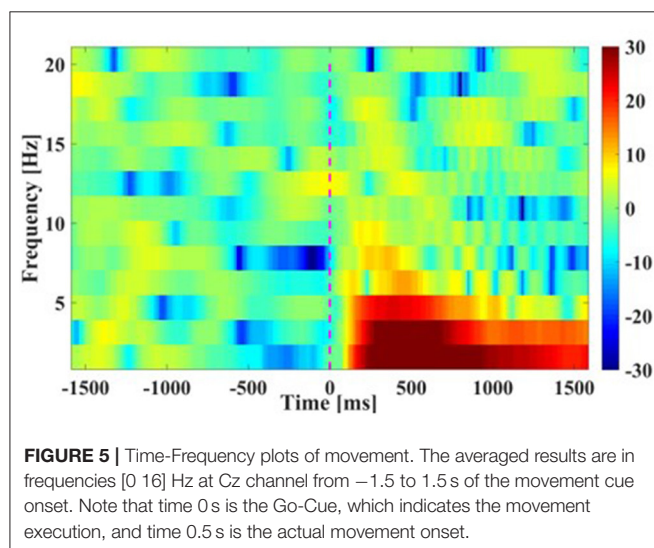 20
15
10
5
Frequency [Hz]
-1500 -1000 -500 0 500 1000 1500
Time [ms]
30
20
10
0
-10
-20
-30
FIGURE 5 | Time-Frequency plots of movement. The averaged results are in
frequencies [0 16] Hz at Cz channel from −1.5 to 1.5 s of the movement cue
onset. Note that time 0 s is the Go-Cue, which indicates the movement
execution, and time 0.5 s is the actual movement onset.